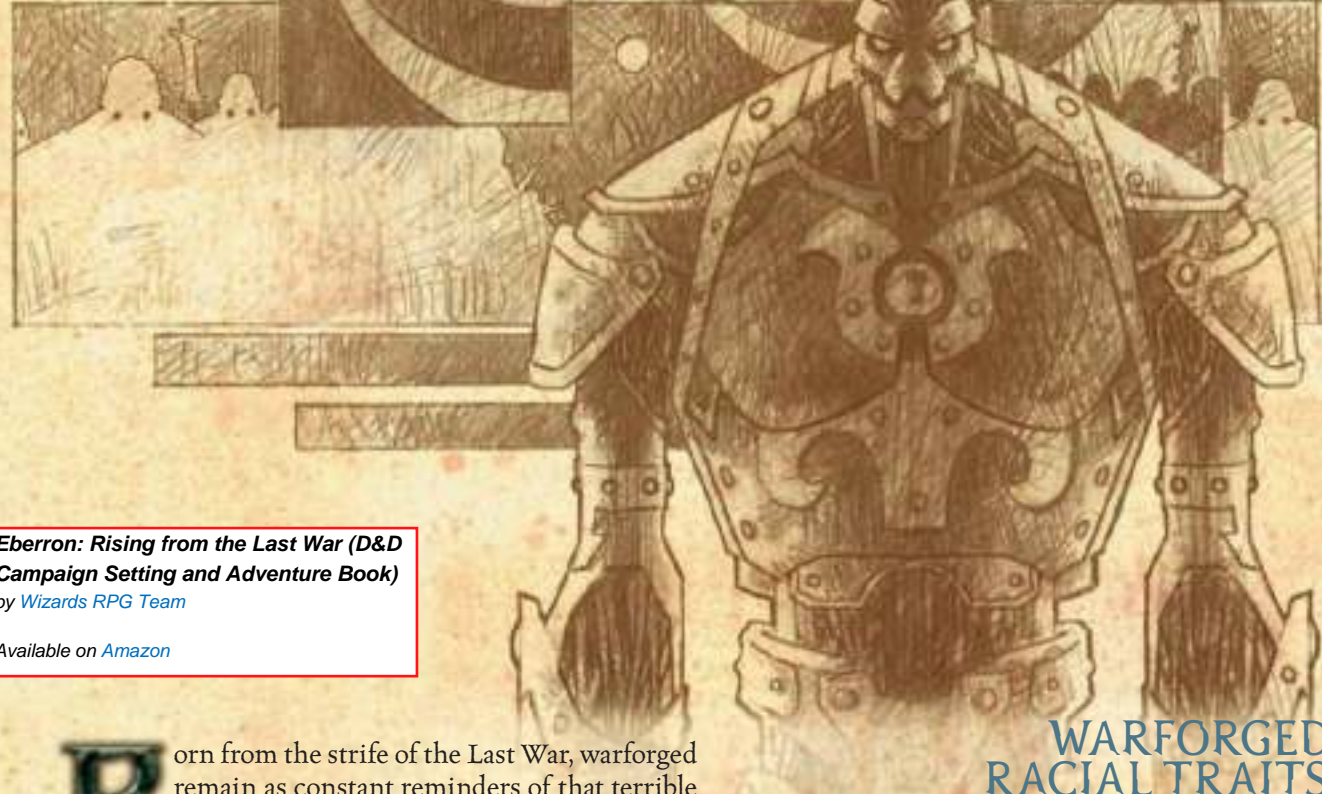 Eberron: Rising from the Last War (D&D
Campaign Setting and Adventure Book)
by Wizards RPG Team
Available on Amazon
Born from the strife of the Last War, warforged
remain as constant reminders of that terrible
WARFORGED
RACIAL TRAITS